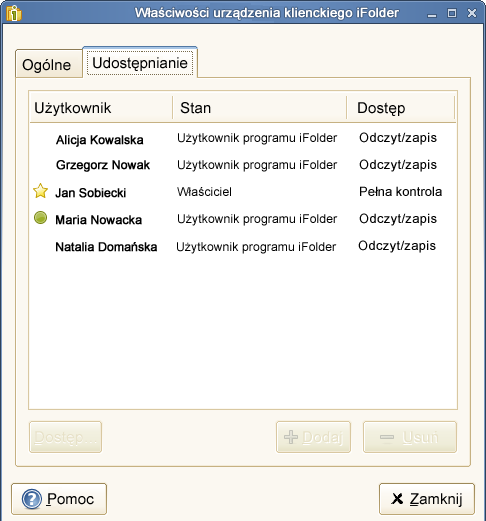 Właściwości urządzenia klienckiego iFolder
Ogólne Udostępnianie
Użytkownik Stan Dostęp
Alicja Kowalska Użytkownik programu iFolder Odczyt/zapis
Grzegorz Nowak Użytkownik programu iFolder Odczyt/zapis
Jan Sobiecki Właściciel Pełna kontrola
Maria Nowacka Użytkownik programu iFolder Odczyt/zapis
Natalia Domańska Użytkownik programu iFolder Odczyt/zapis
Dostęp... Dodaj Usuń
Pomoc Zamknij